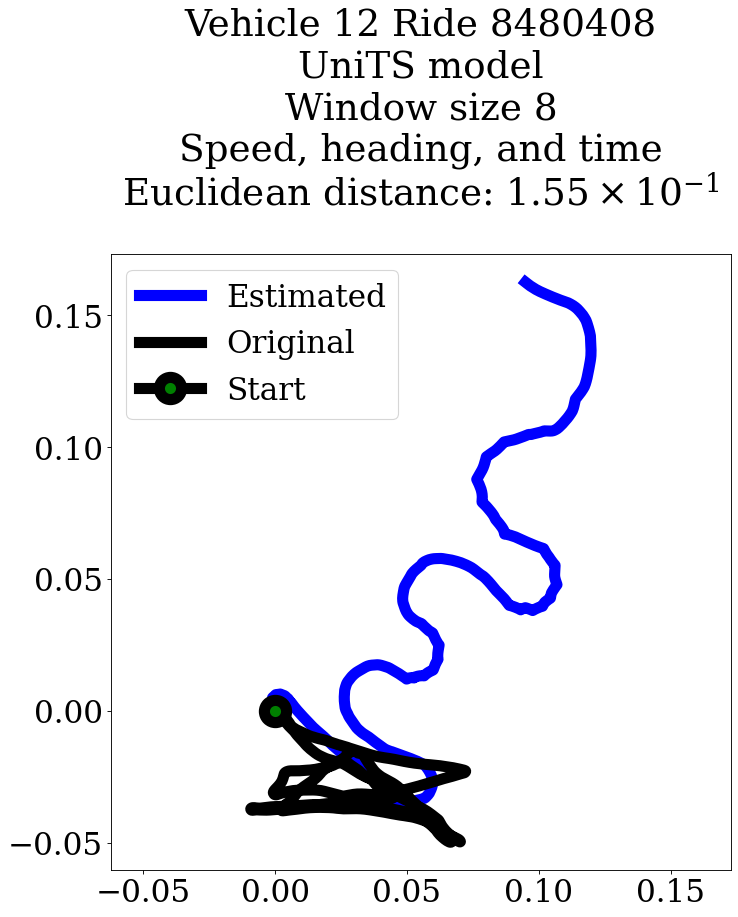 Vehicle 12 Ride 8480408
UniTS model
Window size 8
Speed, heading, and time
Euclidean distance: 1.55 × 10⁻¹
Estimated
Original
Start
0.15
0.10
0.05
0.00
−0.05
−0.05 0.00 0.05 0.10 0.15